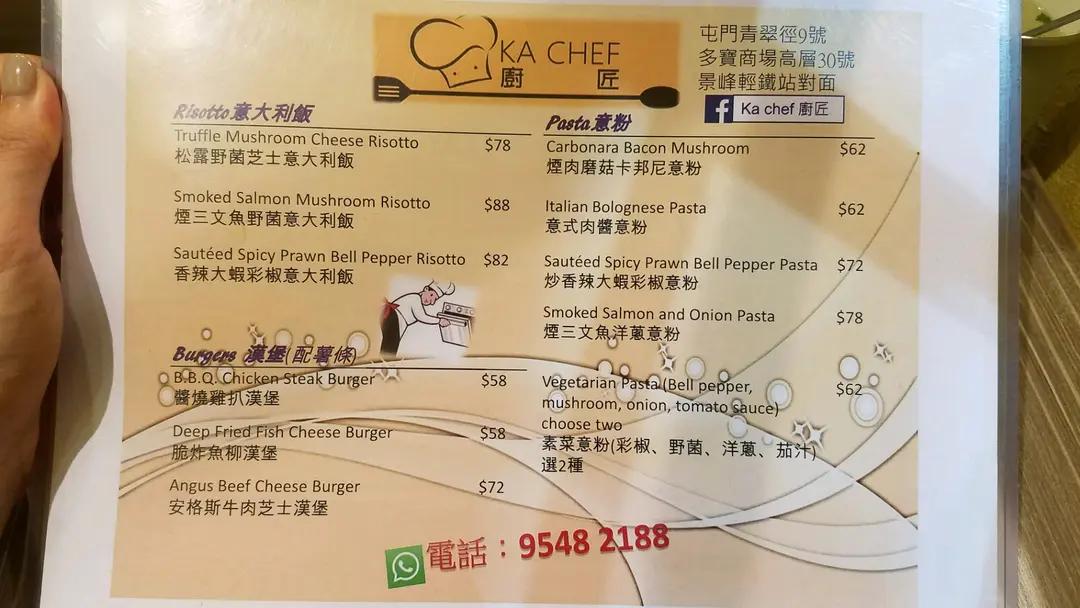 KA CHEF
廚 匠
屯門青翠徑9號
多寶商場高層30號
景峰輕鐵站對面
f Ka chef 廚匠
Risotto意大利飯
Truffle Mushroom Cheese Risotto $78
松露野菌芝士意大利飯
Smoked Salmon Mushroom Risotto $88
煙三文魚野菌意大利飯
Sautéed Spicy Prawn Bell Pepper Risotto $82
香辣大蝦彩椒意大利飯
Burgers 漢堡(配薯條)
B.B.Q. Chicken Steak Burger $58
醬燒雞扒漢堡
Deep Fried Fish Cheese Burger $58
脆炸魚柳漢堡
Angus Beef Cheese Burger $72
安格斯牛肉芝士漢堡
Pasta意粉
Carbonara Bacon Mushroom $62
煙肉磨菇卡邦尼意粉
Italian Bolognese Pasta $62
意式肉醬意粉
Sautéed Spicy Prawn Bell Pepper Pasta $72
炒香辣大蝦彩椒意粉
Smoked Salmon and Onion Pasta $78
煙三文魚洋蔥意粉
Vegetarian Pasta (Bell pepper, $62
mushroom, onion, tomato sauce)
choose two
素菜意粉(彩椒、野菌、洋蔥、茄汁)
選2種
電話：9548 2188